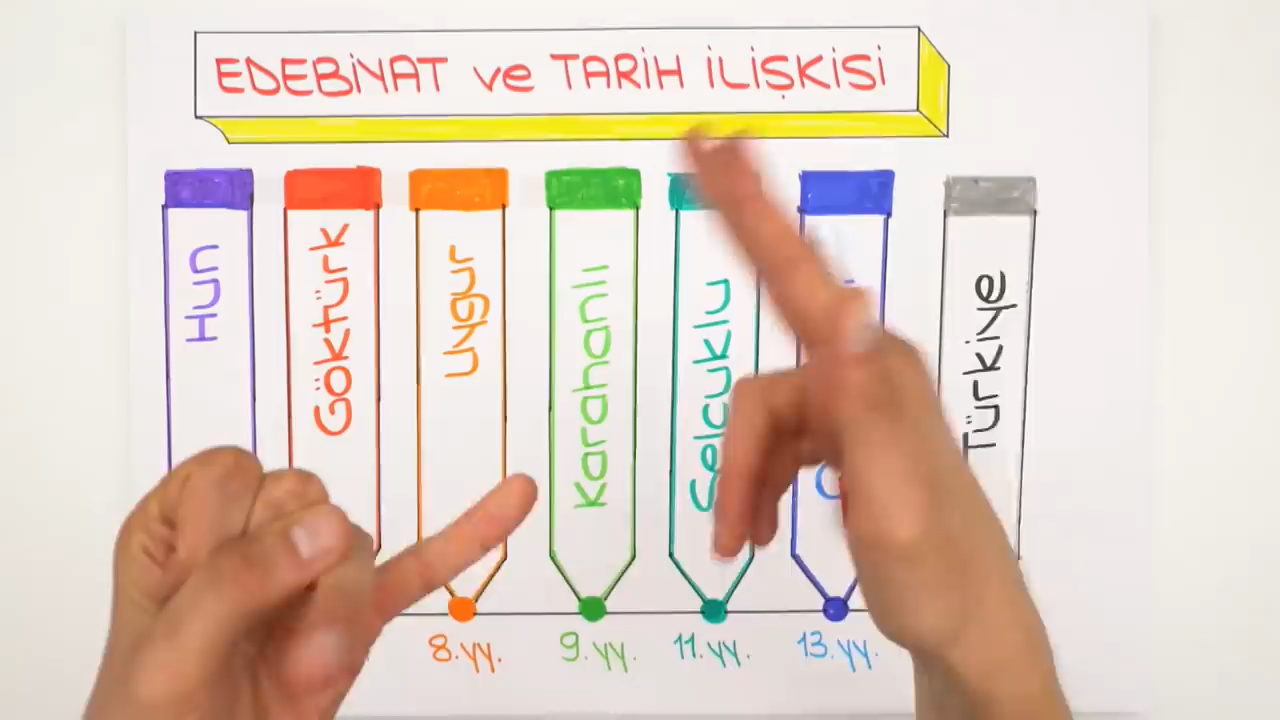 EDEBİYAT ve TARİH İLİŞKİSİ
Hun
Göktürk
Uygur
Karahanlı
Selçuklu
Türkiye
8.yy.
9.yy.
11.yy.
13.yy.